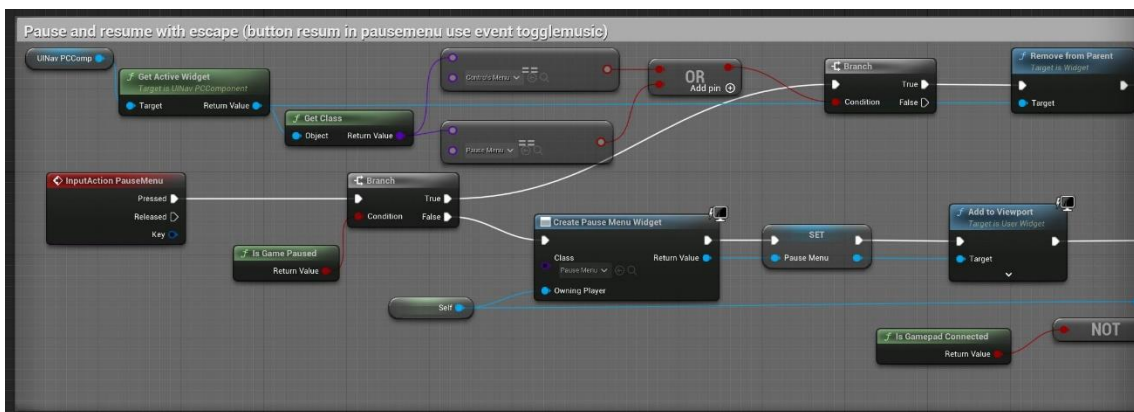 Pause and resume with escape (button resum in pausemenu use event togglemusic)
UINav PCComp
f Get Active Widget
Target is UINav PCComponent
Target Return Value
f Get Class
Object Return Value
Controls Menu
==
Pause Menu
==
OR
Add pin
Branch
True
Condition False
f Remove from Parent
Target is Widget
Target
InputAction PauseMenu
Pressed
Released
Key
Branch
True
Condition False
f Is Game Paused
Return Value
Create Pause Menu Widget
Class Return Value
Pause Menu
Owning Player
Self
SET
Pause Menu
f Add to Viewport
Target is User Widget
Target
f Is Gamepad Connected
Return Value
NOT